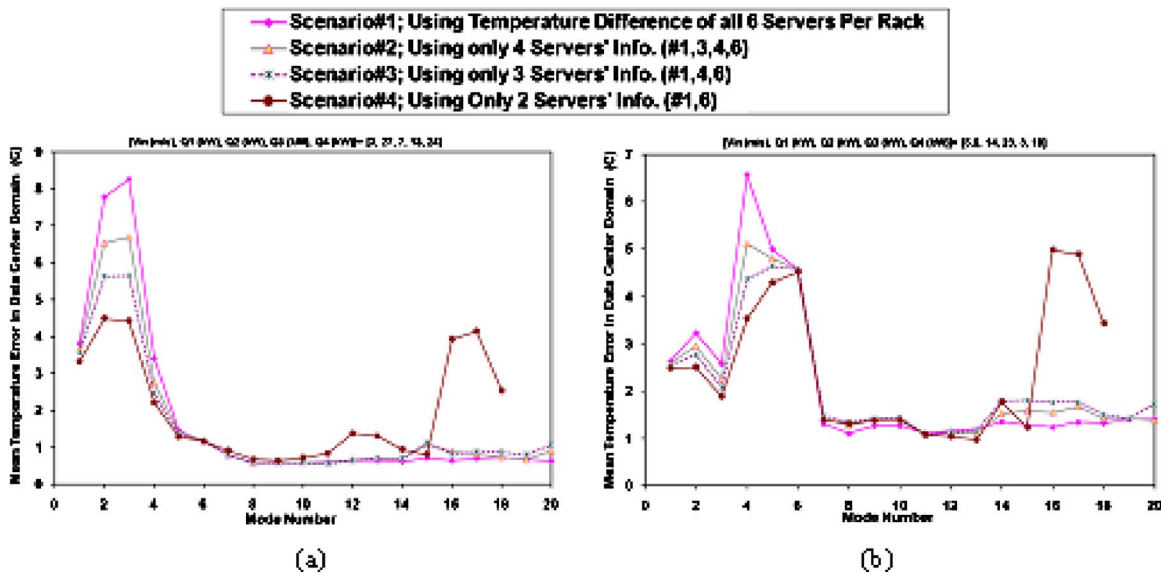 Scenario#1; Using Temperature Difference of all 6 Servers Per Rack
Scenario#2; Using only 4 Servers' Info. (#1,3,4,6)
Scenario#3; Using only 3 Servers' Info. (#1,4,6)
Scenario#4; Using Only 2 Servers' Info. (#1,6)
Mean Temperature Error in Data Center Domain (C)
9
8
7
6
5
4
3
2
1
0
0 2 4 6 8 10 12 14 16 18 20
Mode Number
(a)
Mean Temperature Error in Data Center Domain (C)
7
6
5
4
3
2
1
0
0 2 4 6 8 10 12 14 16 18 20
Mode Number
(b)